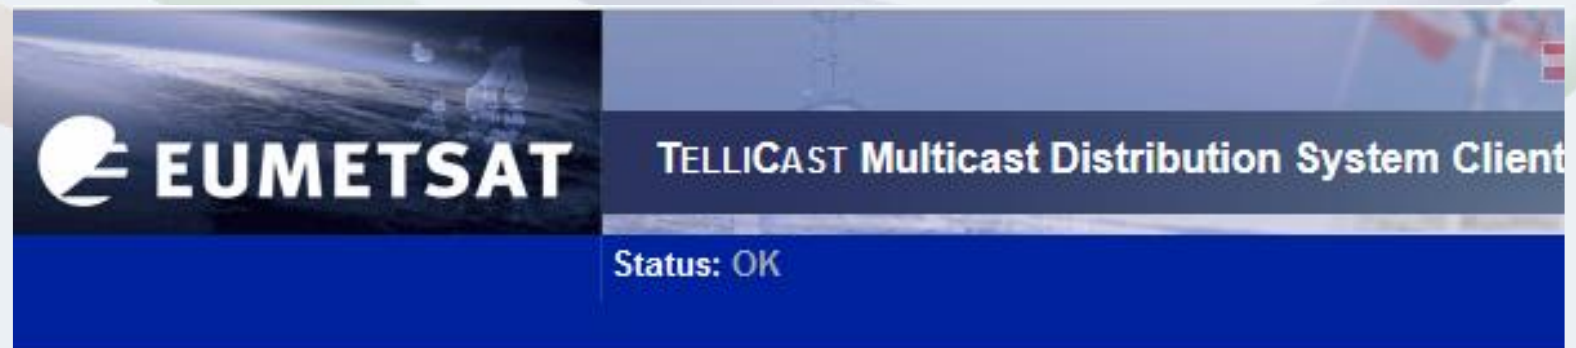 EUMETSAT
TELLICAST Multicast Distribution System Client
Status: OK